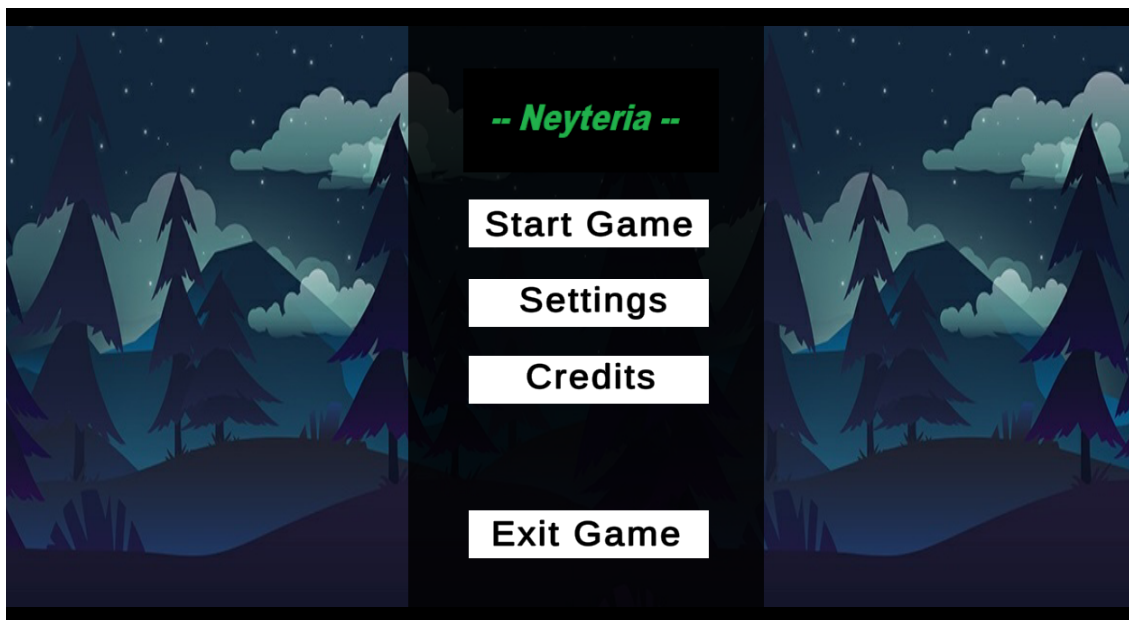 -- Neyteria --
Start Game
Settings
Credits
Exit Game